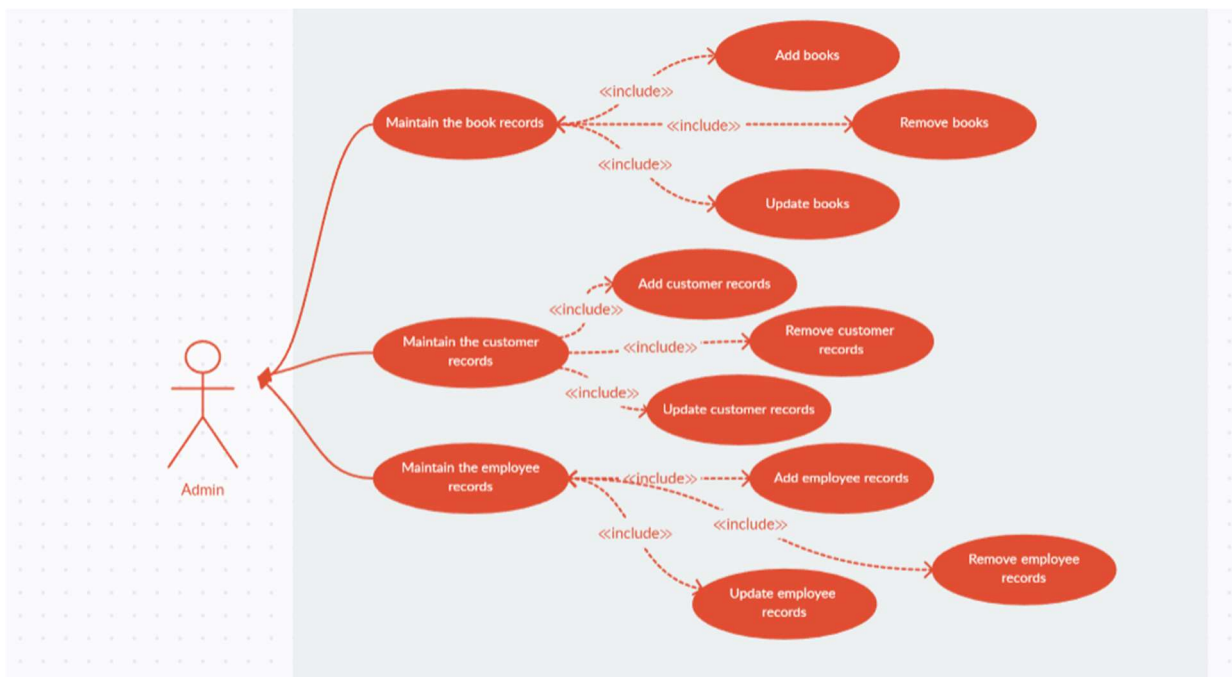 Add books
«include»
Maintain the book records
«include»
Remove books
«include»
Update books
Add customer records
«include»
Maintain the customer
records
«include»
Remove customer
records
«include»
Update customer records
Maintain the employee
records
«include»
Add employee records
Admin
«include»
«include»
Remove employee
records
Update employee
records